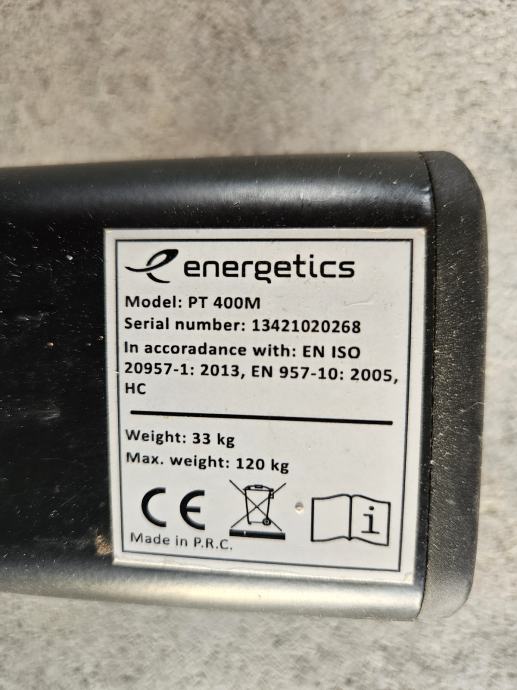 energetics
Model: PT 400M
Serial number: 13421020268
In accoradance with: EN ISO
20957-1: 2013, EN 957-10: 2005,
HC
Weight: 33 kg
Max. weight: 120 kg
CE
i
Made in P.R.C.